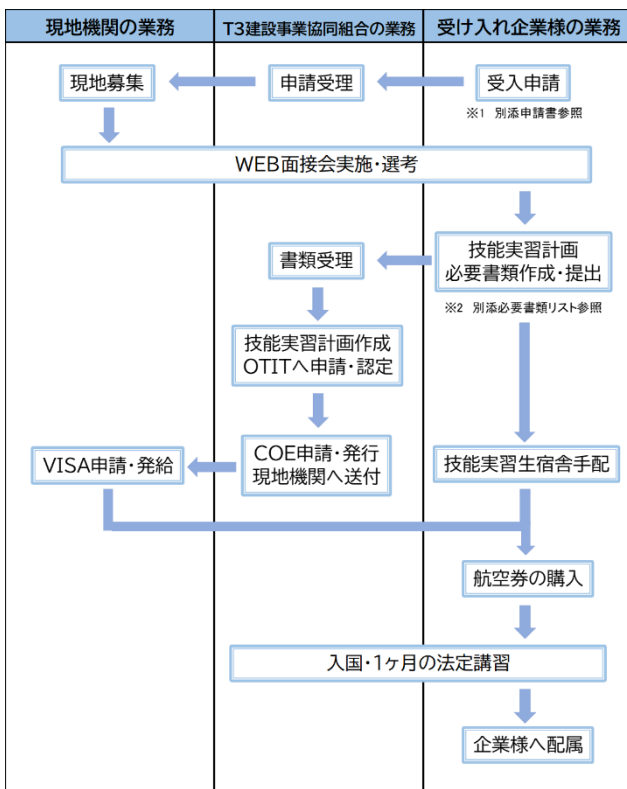 現地機関の業務
T3建設事業協同組合の業務
受け入れ企業様の業務
現地募集
申請受理
受入申請
※1 別添申請書参照
WEB面接会実施・選考
書類受理
技能実習計画
必要書類作成・提出
※2 別添必要書類リスト参照
技能実習計画作成
OTITへ申請・認定
VISA申請・発給
COE申請・発行
現地機関へ送付
技能実習生宿舎手配
航空券の購入
入国・1ヶ月の法定講習
企業様へ配属